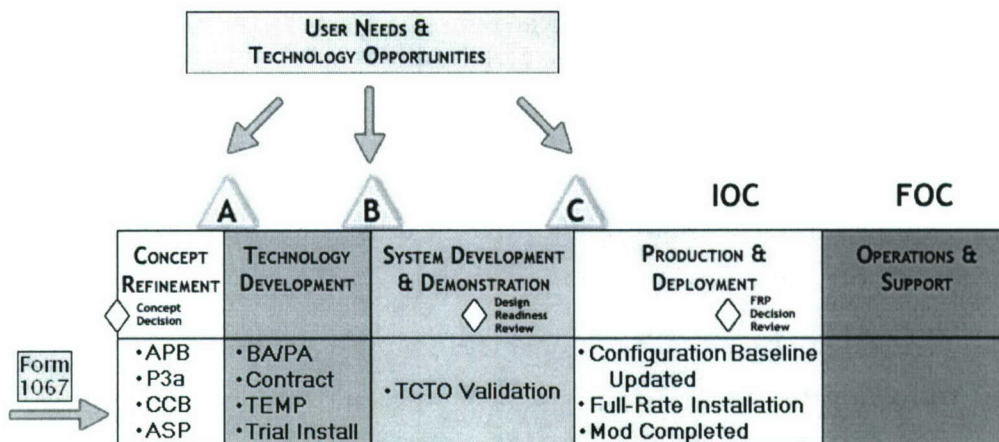 USER NEEDS &
TECHNOLOGY OPPORTUNITIES
A
B
C
IOC
FOC
CONCEPT
REFINEMENT
Concept
Decision
TECHNOLOGY
DEVELOPMENT
SYSTEM DEVELOPMENT
& DEMONSTRATION
Design
Readiness
Review
PRODUCTION &
DEPLOYMENT
FRP
Decision
Review
OPERATIONS &
SUPPORT
Form
1067
• APB
• P3a
• CCB
• ASP
• BA/PA
• Contract
• TEMP
• Trial Install
• TCTO Validation
• Configuration Baseline
Updated
• Full-Rate Installation
• Mod Completed